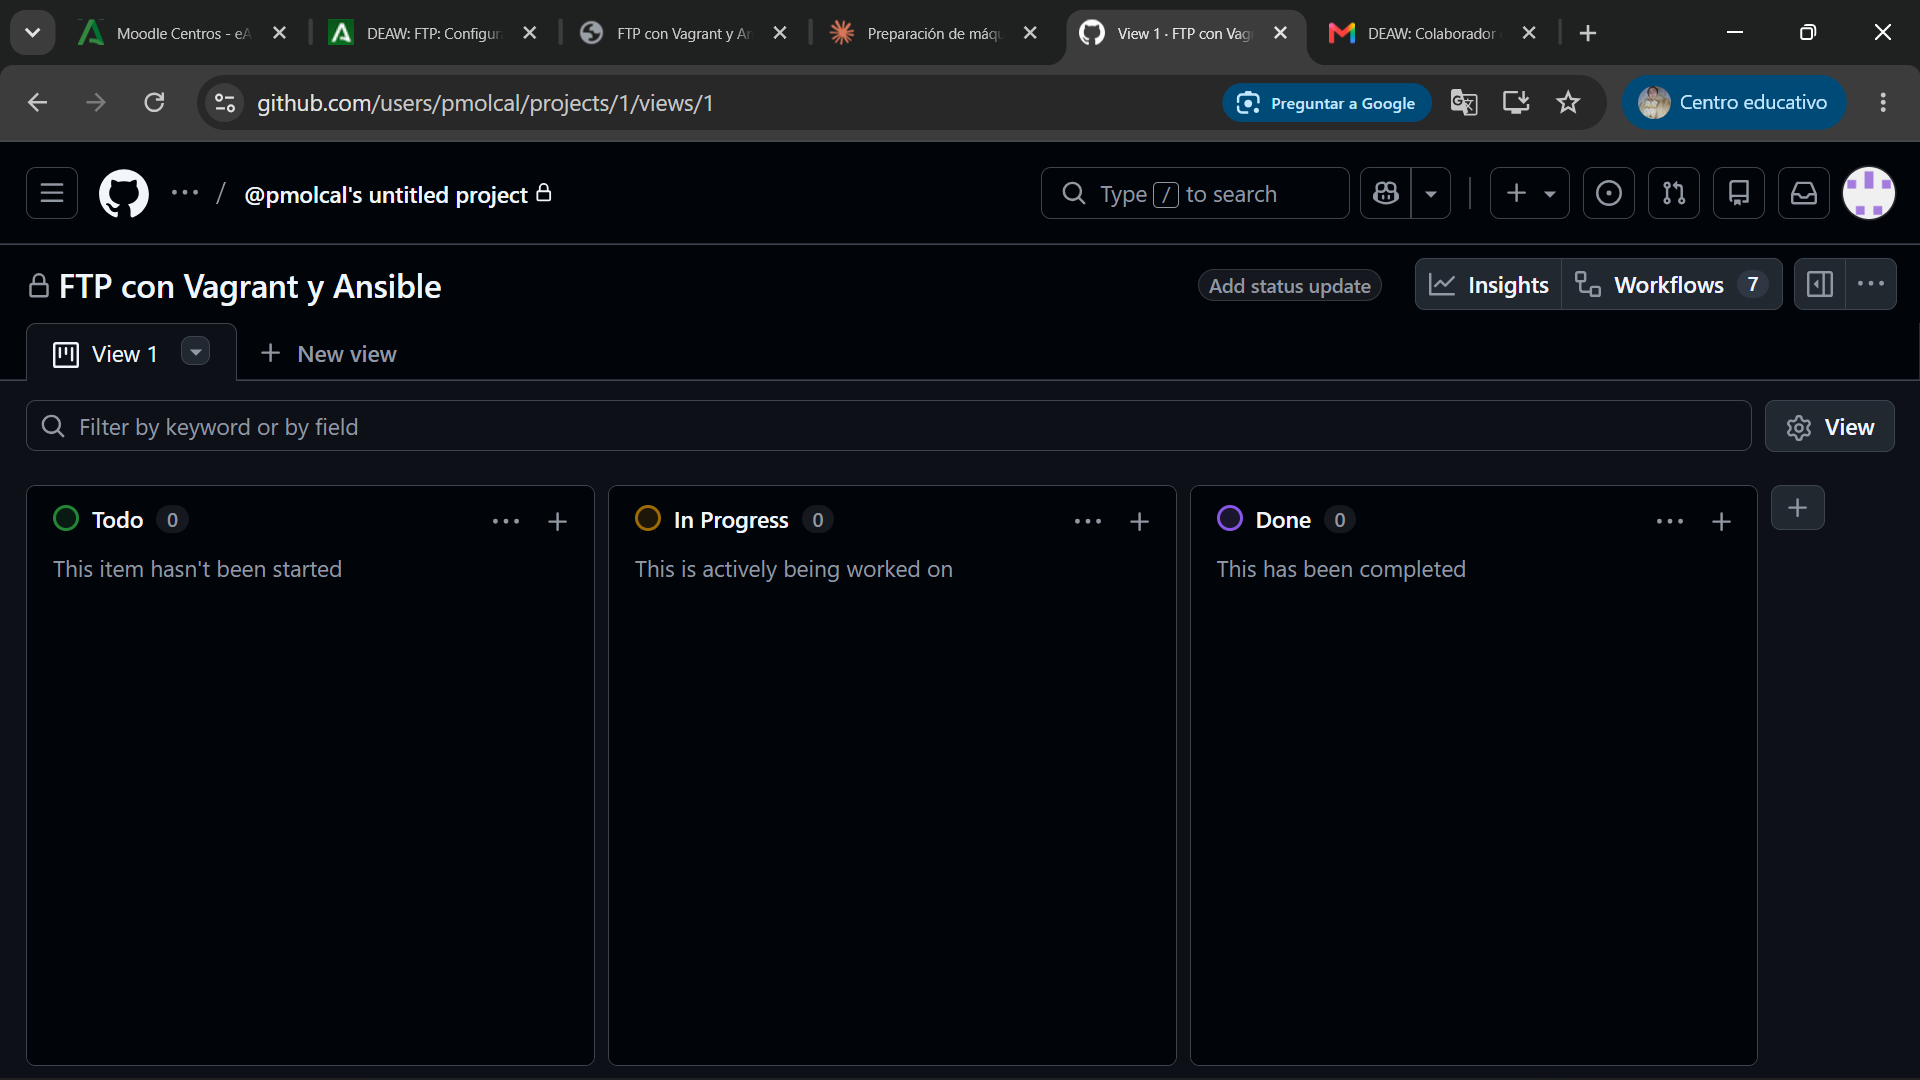 Moodle Centros - eA
DEAW: FTP: Configur
FTP con Vagrant y An
Preparación de máqu
View 1 · FTP con Vag
DEAW: Colaborador
github.com/users/pmolcal/projects/1/views/1
Preguntar a Google
Centro educativo
/ @pmolcal's untitled project
Type / to search
FTP con Vagrant y Ansible
Add status update
Insights
Workflows 7
View 1
New view
Filter by keyword or by field
View
Todo 0
This item hasn't been started
In Progress 0
This is actively being worked on
Done 0
This has been completed